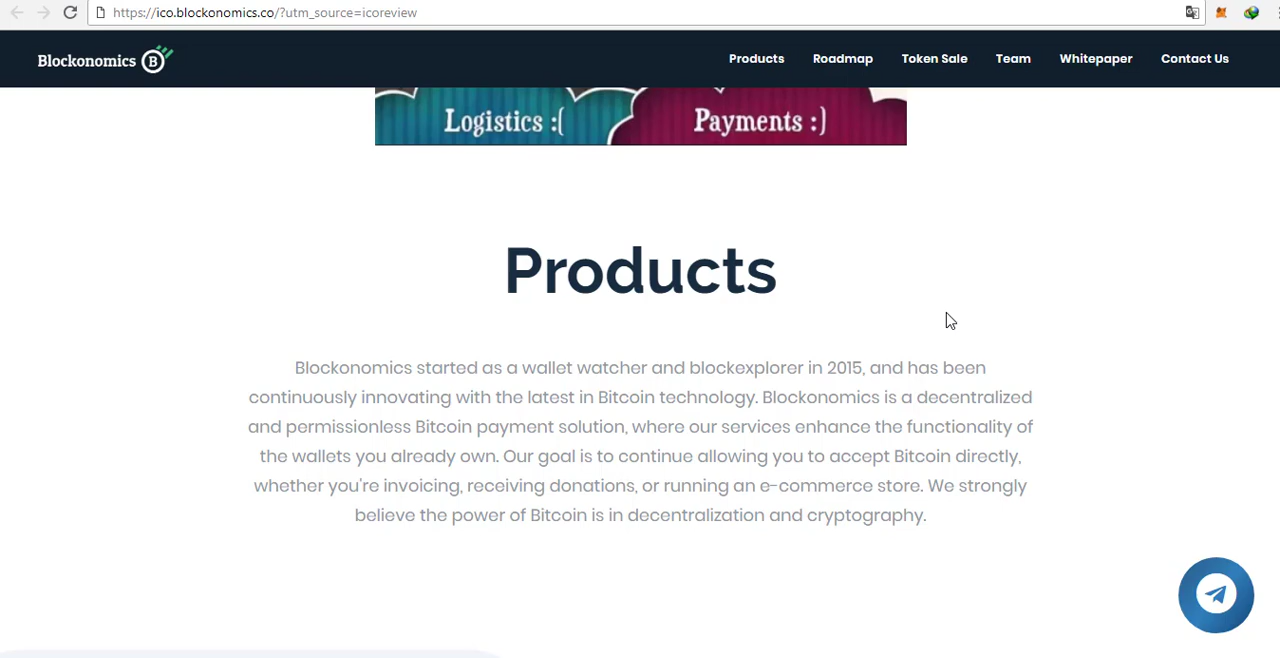 https://ico.blockonomics.co/?utm_source=icoreview
Blockonomics B
Products Roadmap Token Sale Team Whitepaper Contact Us
Logistics :( Payments :)
Products
Blockonomics started as a wallet watcher and blockexplorer in 2015, and has been
continuously innovating with the latest in Bitcoin technology. Blockonomics is a decentralized
and permissionless Bitcoin payment solution, where our services enhance the functionality of
the wallets you already own. Our goal is to continue allowing you to accept Bitcoin directly,
whether you're invoicing, receiving donations, or running an e-commerce store. We strongly
believe the power of Bitcoin is in decentralization and cryptography.